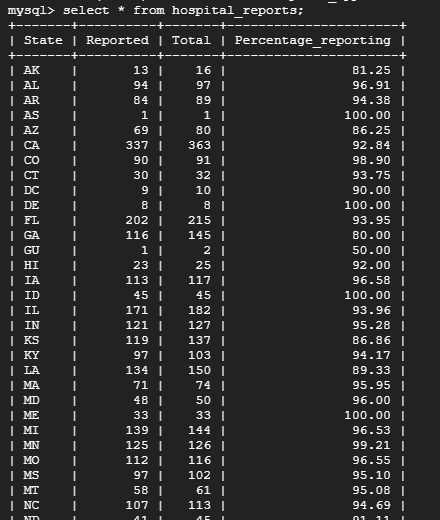 mysql> select * from hospital_reports;
+-------+----------+-------+----------------------+
| State | Reported | Total | Percentage_reporting |
+-------+----------+-------+----------------------+
| AK | 13 | 16 | 81.25 |
| AL | 94 | 97 | 96.91 |
| AR | 84 | 89 | 94.38 |
| AS | 1 | 1 | 100.00 |
| AZ | 69 | 80 | 86.25 |
| CA | 337 | 363 | 92.84 |
| CO | 90 | 91 | 98.90 |
| CT | 30 | 32 | 93.75 |
| DC | 9 | 10 | 90.00 |
| DE | 8 | 8 | 100.00 |
| FL | 202 | 215 | 93.95 |
| GA | 116 | 145 | 80.00 |
| GU | 1 | 2 | 50.00 |
| HI | 23 | 25 | 92.00 |
| IA | 113 | 117 | 96.58 |
| ID | 45 | 45 | 100.00 |
| IL | 171 | 182 | 93.96 |
| IN | 121 | 127 | 95.28 |
| KS | 119 | 137 | 86.86 |
| KY | 97 | 103 | 94.17 |
| LA | 134 | 150 | 89.33 |
| MA | 71 | 74 | 95.95 |
| MD | 48 | 50 | 96.00 |
| ME | 33 | 33 | 100.00 |
| MI | 139 | 144 | 96.53 |
| MN | 125 | 126 | 99.21 |
| MO | 112 | 116 | 96.55 |
| MS | 97 | 102 | 95.10 |
| MT | 58 | 61 | 95.08 |
| NC | 107 | 113 | 94.69 |
| ND | 41 | 45 | 91.11 |